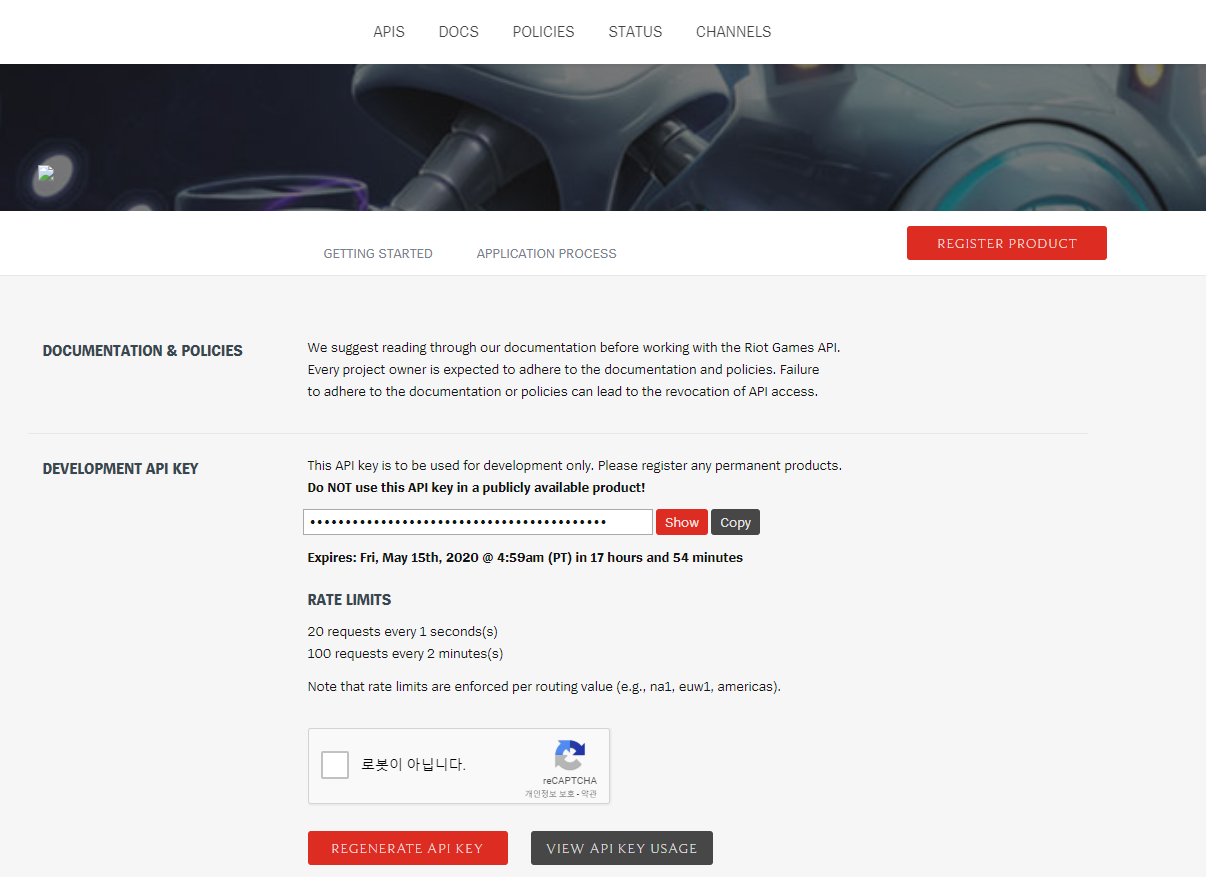 APIS DOCS POLICIES STATUS CHANNELS
GETTING STARTED APPLICATION PROCESS REGISTER PRODUCT
DOCUMENTATION & POLICIES
We suggest reading through our documentation before working with the Riot Games API.
Every project owner is expected to adhere to the documentation and policies. Failure
to adhere to the documentation or policies can lead to the revocation of API access.
DEVELOPMENT API KEY
This API key is to be used for development only. Please register any permanent products.
Do NOT use this API key in a publicly available product!
Show Copy
Expires: Fri, May 15th, 2020 @ 4:59am (PT) in 17 hours and 54 minutes
RATE LIMITS
20 requests every 1 seconds(s)
100 requests every 2 minutes(s)
Note that rate limits are enforced per routing value (e.g., na1, euw1, americas).
로봇이 아닙니다.
reCAPTCHA
개인정보 보호 - 약관
REGENERATE API KEY VIEW API KEY USAGE